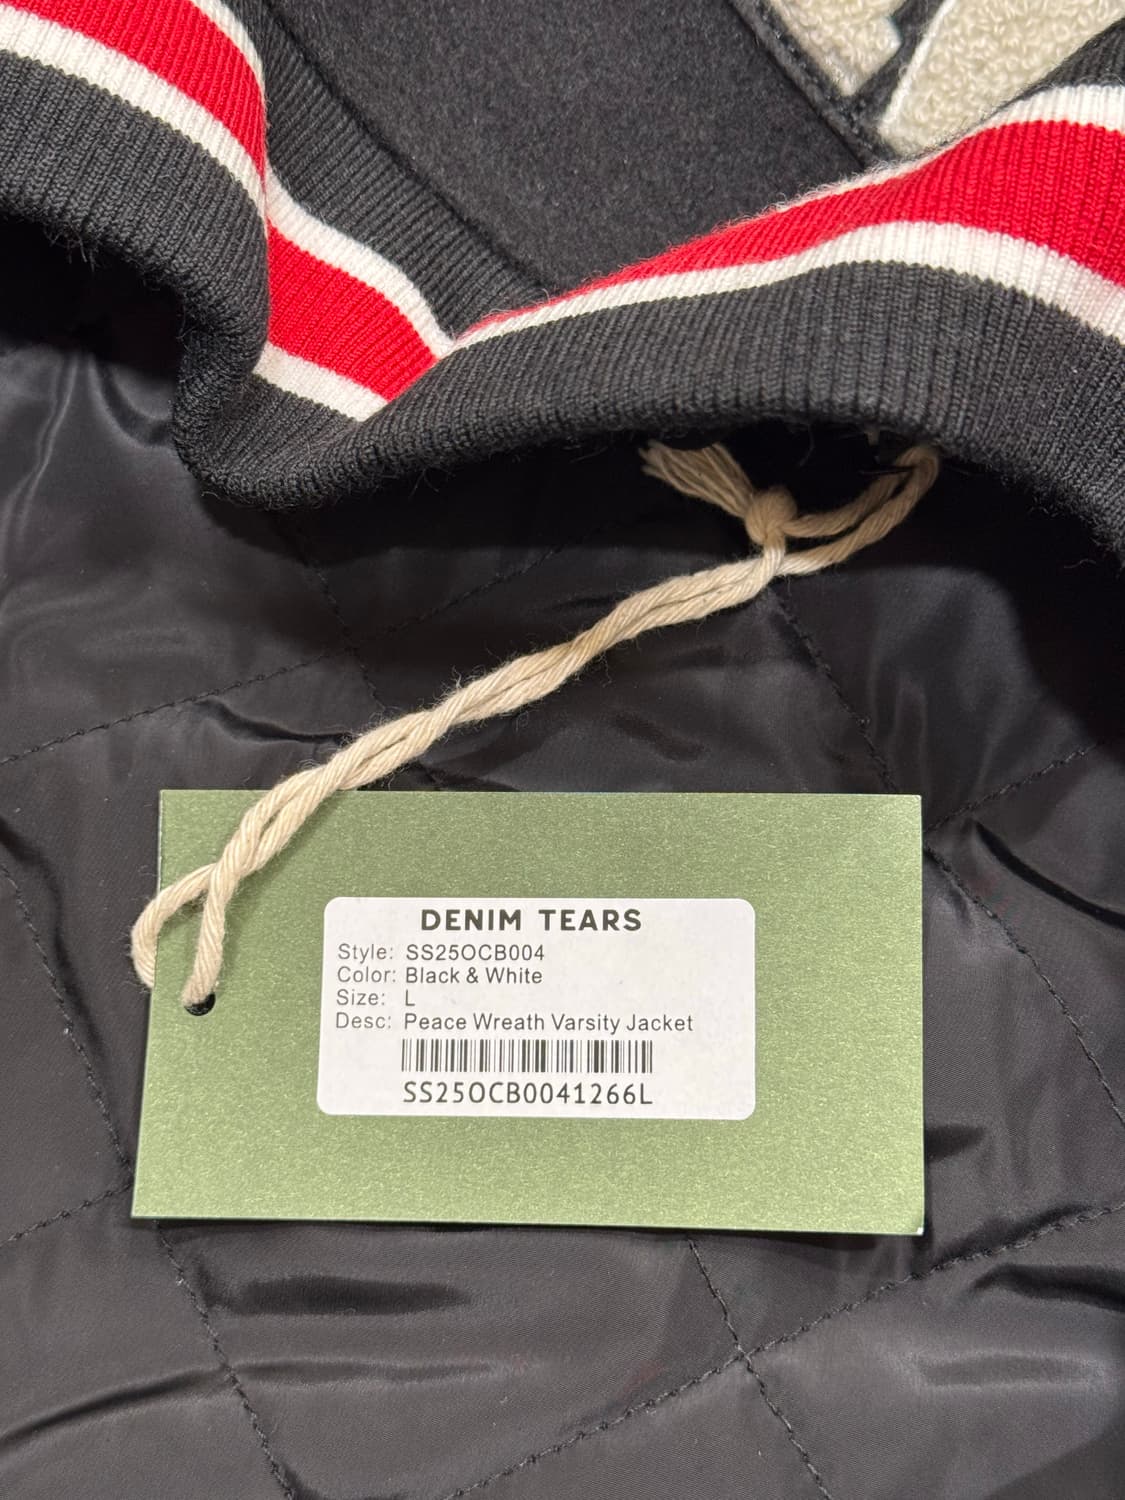 DENIM TEARS
Style: SS25OCB004
Color: Black & White
Size: L
Desc: Peace Wreath Varsity Jacket
SS25OCB0041266L